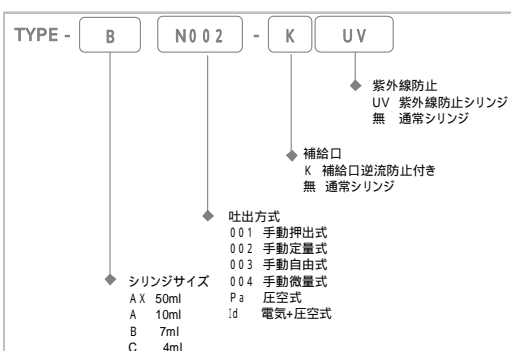 TYPE - B N002 - K UV
紫外線防止
UV 紫外線防止シリンジ
無 通常シリンジ
補給口
K 補給口逆流防止付き
無 通常シリンジ
吐出方式
001 手動押出式
002 手動定量式
003 手動自由式
004 手動微量式
Pa 圧空式
Id 電気+圧空式
シリンジサイズ
AX 50ml
A 10ml
B 7ml
C 4ml